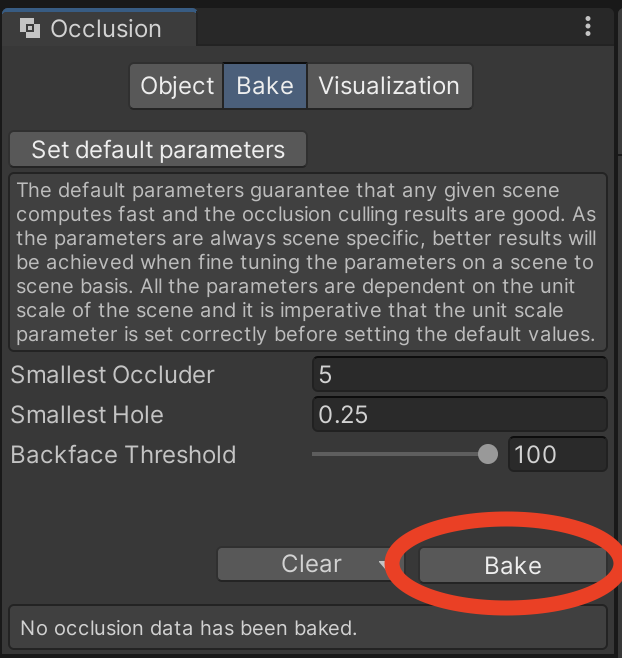 Occlusion
Object Bake Visualization
Set default parameters
The default parameters guarantee that any given scene
computes fast and the occlusion culling results are good. As
the parameters are always scene specific, better results will
be achieved when fine tuning the parameters on a scene to
scene basis. All the parameters are dependent on the unit
scale of the scene and it is imperative that the unit scale
parameter is set correctly before setting the default values.
Smallest Occluder 5
Smallest Hole 0.25
Backface Threshold 100
Clear Bake
No occlusion data has been baked.